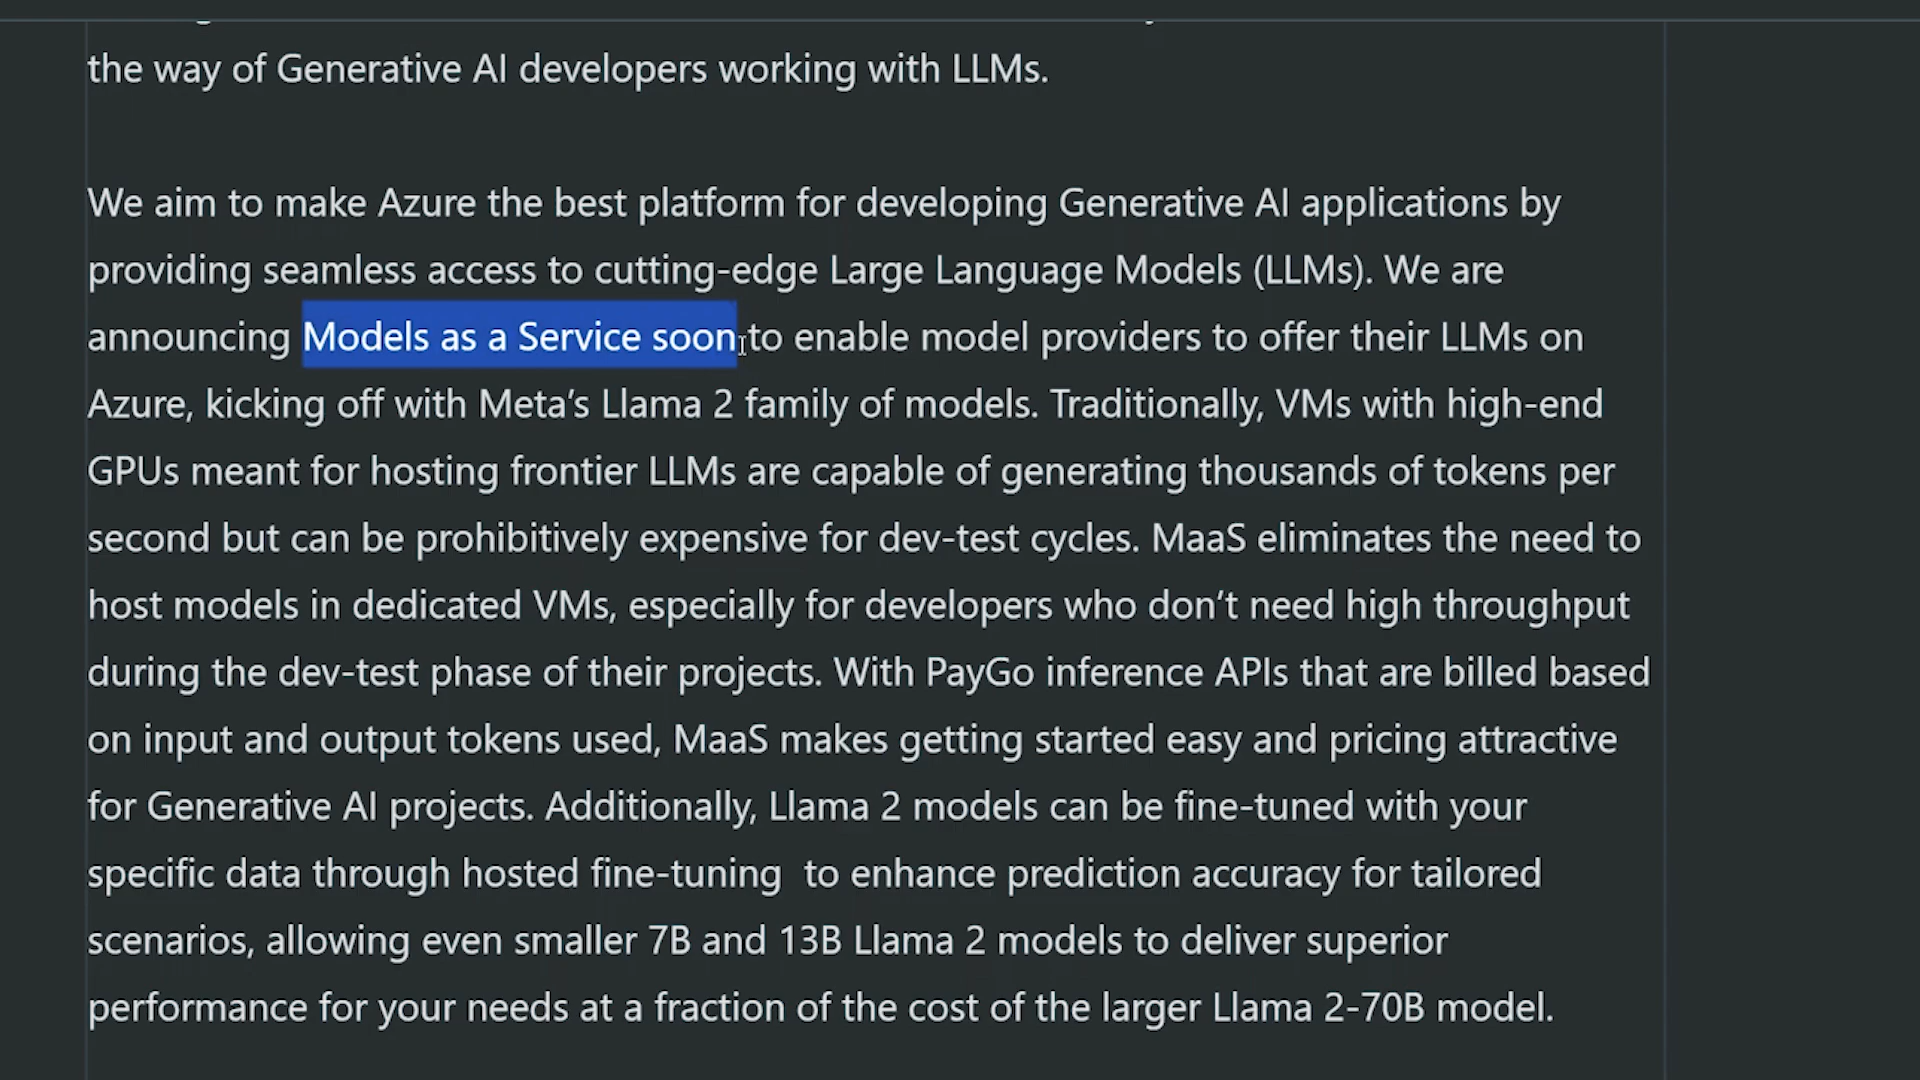 the way of Generative AI developers working with LLMs.
We aim to make Azure the best platform for developing Generative AI applications by
providing seamless access to cutting-edge Large Language Models (LLMs). We are
announcing Models as a Service soon to enable model providers to offer their LLMs on
Azure, kicking off with Meta’s Llama 2 family of models. Traditionally, VMs with high-end
GPUs meant for hosting frontier LLMs are capable of generating thousands of tokens per
second but can be prohibitively expensive for dev-test cycles. MaaS eliminates the need to
host models in dedicated VMs, especially for developers who don’t need high throughput
during the dev-test phase of their projects. With PayGo inference APIs that are billed based
on input and output tokens used, MaaS makes getting started easy and pricing attractive
for Generative AI projects. Additionally, Llama 2 models can be fine-tuned with your
specific data through hosted fine-tuning  to enhance prediction accuracy for tailored
scenarios, allowing even smaller 7B and 13B Llama 2 models to deliver superior
performance for your needs at a fraction of the cost of the larger Llama 2-70B model.